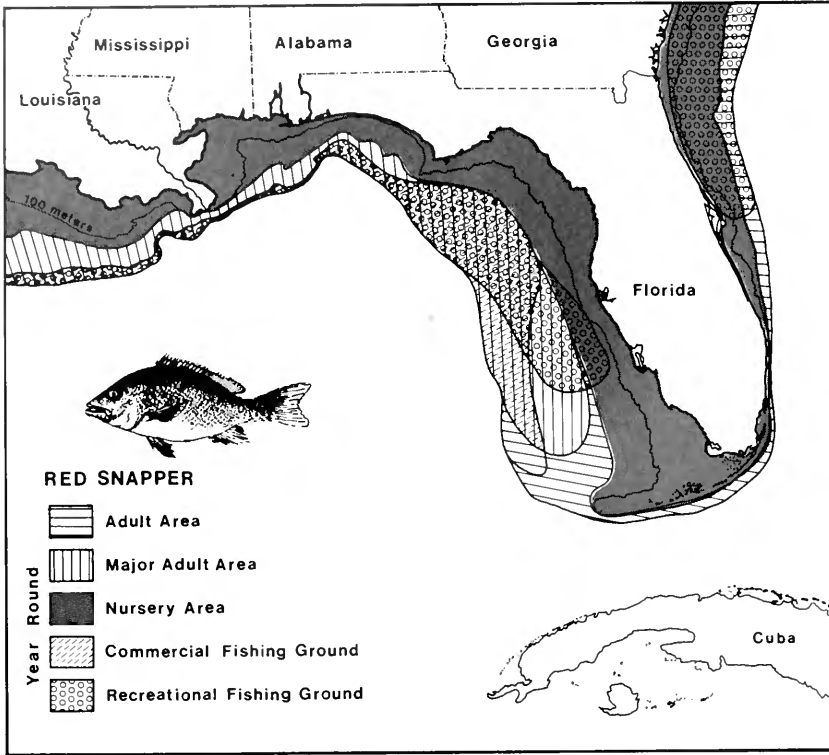 Mississippi
Alabama
Georgia
Louisiana
100 meters
Florida
RED SNAPPER
Adult Area
Major Adult Area
Nursery Area
Commercial Fishing Ground
Recreational Fishing Ground
Year Round
Cuba